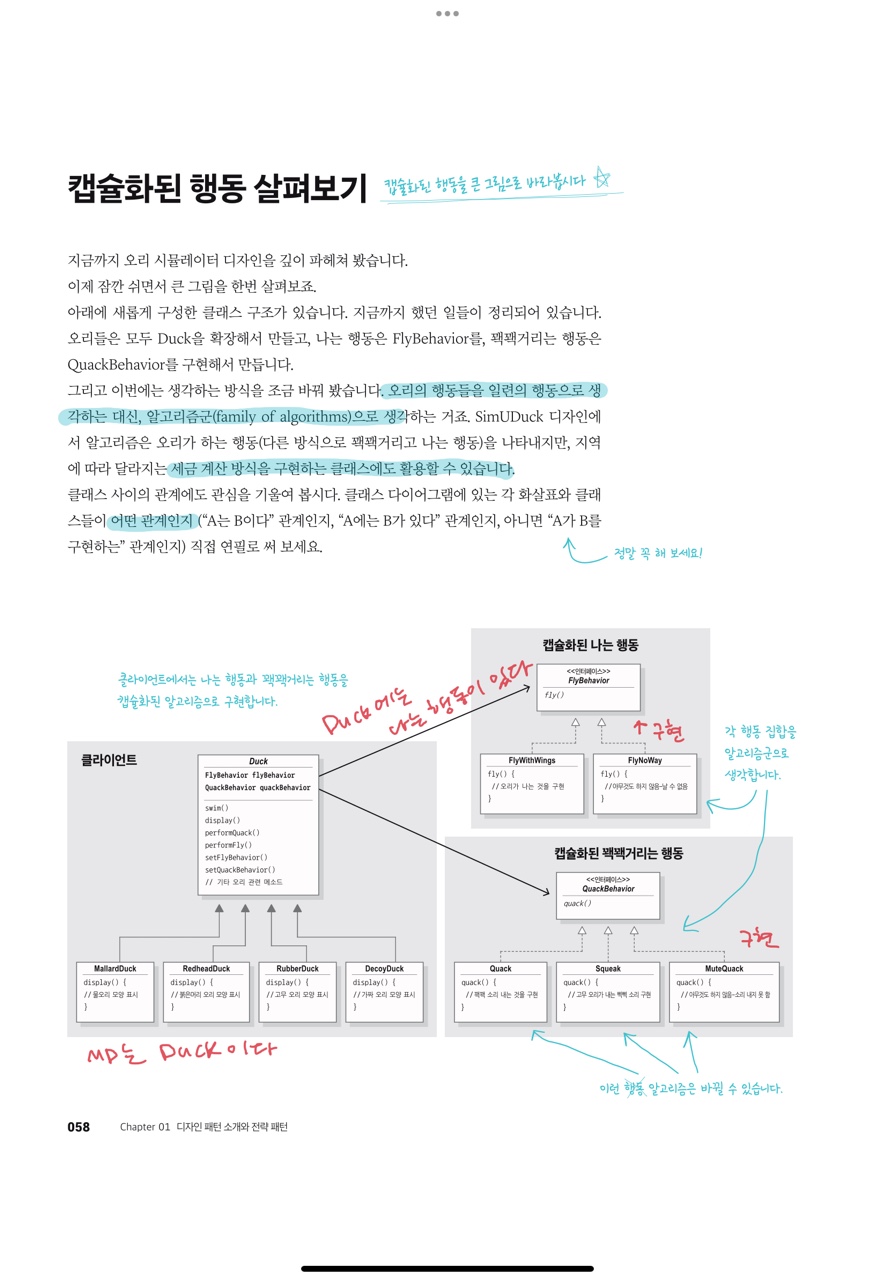 캡슐화된 행동 살펴보기
캡슐화된 행동을 큰 그림으로 바라봅시다
지금까지 오리 시뮬레이터 디자인을 깊이 파헤쳐 봤습니다.
이제 잠깐 쉬면서 큰 그림을 한번 살펴보죠.
아래에 새롭게 구성한 클래스 구조가 있습니다. 지금까지 했던 일들이 정리되어 있습니다.
오리들은 모두 Duck을 확장해서 만들고, 나는 행동은 FlyBehavior를, 꽥꽥거리는 행동은
QuackBehavior를 구현해서 만듭니다.
그리고 이번에는 생각하는 방식을 조금 바꿔 봤습니다. 오리의 행동들을 일련의 행동으로 생
각하는 대신, 알고리즘군(family of algorithms)으로 생각하는 거죠. SimUDuck 디자인에
서 알고리즘은 오리가 하는 행동(다른 방식으로 꽥꽥거리고 나는 행동)을 나타내지만, 지역
에 따라 달라지는 세금 계산 방식을 구현하는 클래스에도 활용할 수 있습니다.
클래스 사이의 관계에도 관심을 기울여 봅시다. 클래스 다이어그램에 있는 각 화살표와 클래
스들이 어떤 관계인지 (“A는 B이다” 관계인지, “A에는 B가 있다” 관계인지, 아니면 “A가 B를
구현하는” 관계인지) 직접 연필로 써 보세요.
정말 꼭 해 보세요!
클라이언트에서는 나는 행동과 꽥꽥거리는 행동을
캡슐화된 알고리즘으로 구현합니다.
Duck에는
나는 행동이 있다
캡슐화된 나는 행동
<<인터페이스>>
FlyBehavior
fly()
구현
FlyWithWings
fly() {
// 오리가 나는 것을 구현
}
FlyNoWay
fly() {
// 아무것도 하지 않음-날 수 없음
}
각 행동 집합을
알고리즘군으로
생각합니다.
클라이언트
Duck
FlyBehavior flyBehavior
QuackBehavior quackBehavior
swim()
display()
performQuack()
performFly()
setFlyBehavior()
setQuackBehavior()
// 기타 오리 관련 메소드
MallardDuck
display() {
// 물오리 모양 표시
}
RedheadDuck
display() {
// 붉은머리 오리 모양 표시
}
RubberDuck
display() {
// 고무 오리 모양 표시
}
DecoyDuck
display() {
// 가짜 오리 모양 표시
}
MD는 Duck이다
캡슐화된 꽥꽥거리는 행동
<<인터페이스>>
QuackBehavior
quack()
구현
Quack
quack() {
// 꽥꽥 소리 내는 것을 구현
}
Squeak
quack() {
// 고무 오리가 내는 삑삑 소리 구현
}
MuteQuack
quack() {
// 아무것도 하지 않음-소리 내지 못 함
}
이런 행동 알고리즘은 바뀔 수 있습니다.
058 Chapter 01 디자인 패턴 소개와 전략 패턴